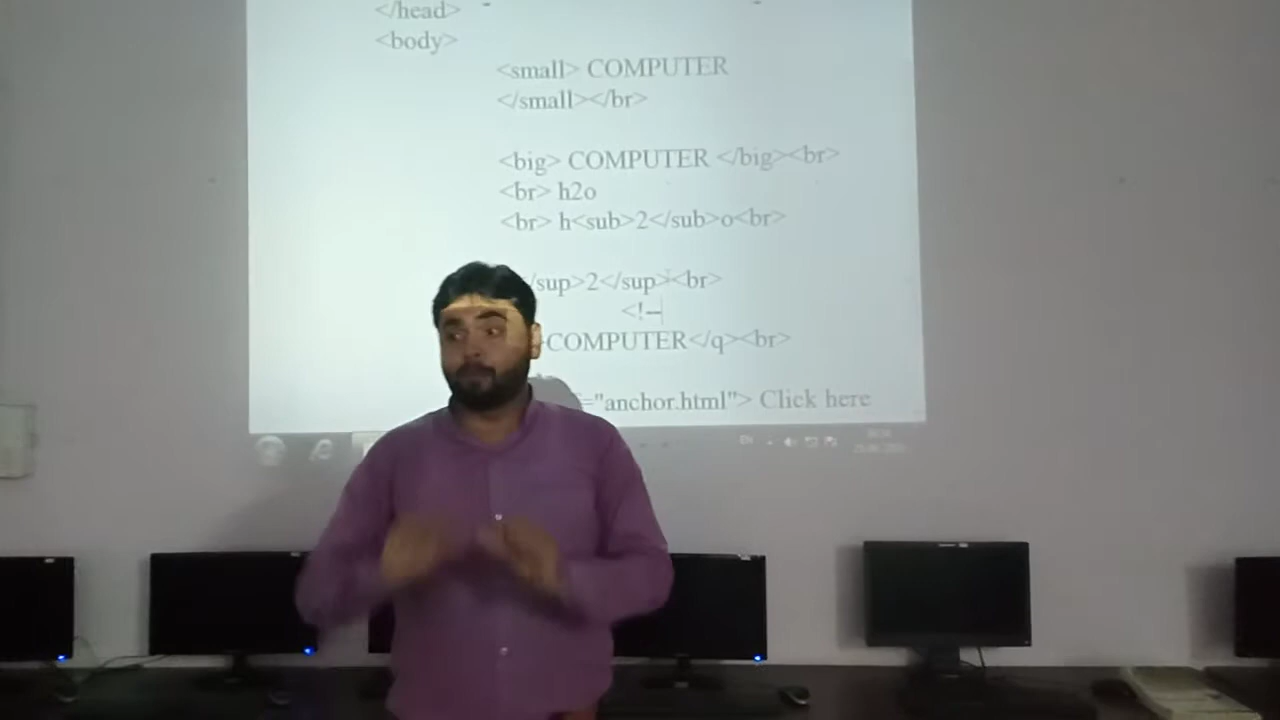 </head>
<body>
<small> COMPUTER
</small></br>
<big> COMPUTER </big><br>
<br> h2o
<br> h<sub>2</sub>o<br>
/sup>2</sup><br>
<!--
>COMPUTER</q><br>
="anchor.html"> Click here
EN